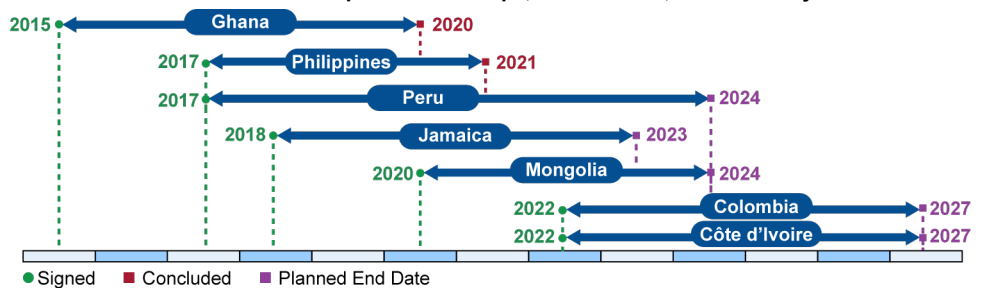 2015 Ghana 2020
2017 Philippines 2021
2017 Peru 2024
2018 Jamaica 2023
2020 Mongolia 2024
2022 Colombia 2027
2022 Côte d'Ivoire 2027
Signed Concluded Planned End Date